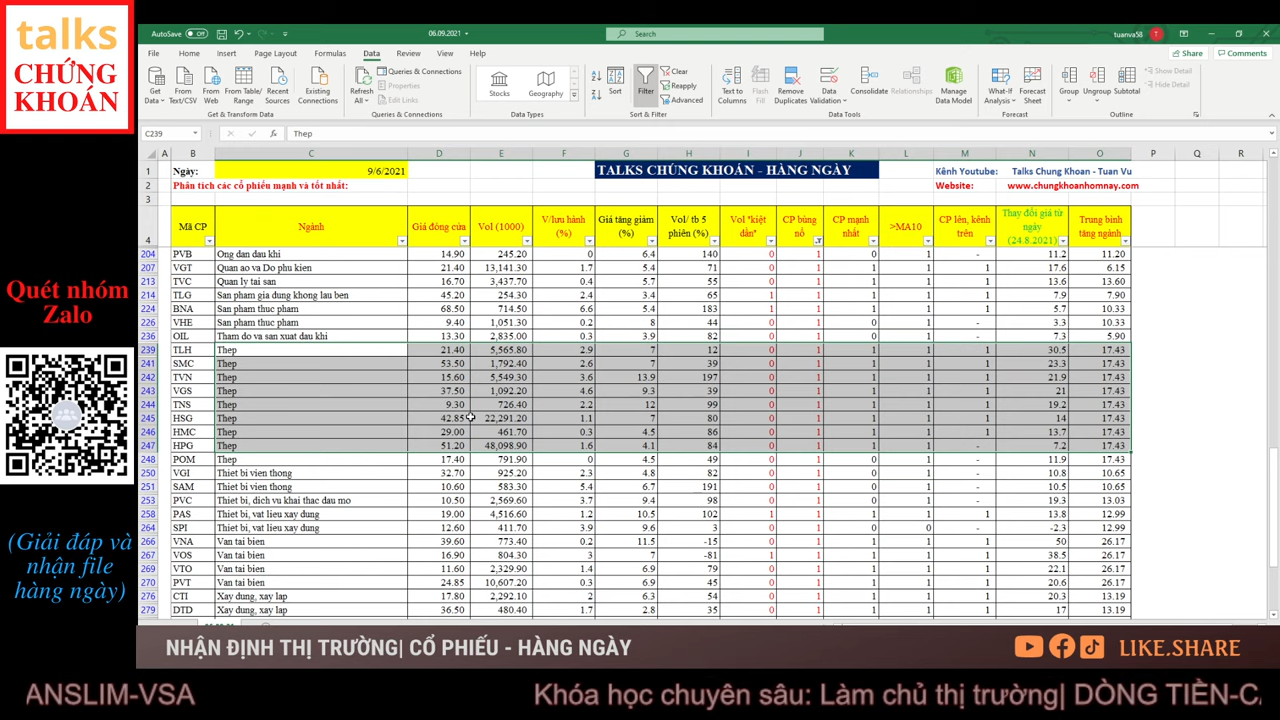 talks
CHỨNG
KHOÁN
Quét nhóm
Zalo
(Giải đáp và
nhận file
hàng ngày)
AutoSave Off 06.09.2021 Search tuanva58 T
File Home Insert Page Layout Formulas Data Review View Help Share Comments
Get Data From Text/CSV From Web From Table/Range Recent Sources Existing Connections Refresh All Queries & Connections Properties Edit Links Stocks Geography Sort Filter Clear Reapply Advanced Text to Columns Flash Fill Remove Duplicates Data Validation Consolidate Relationships Manage Data Model What-If Analysis Forecast Sheet Group Ungroup Subtotal Show Detail Hide Detail
Get & Transform Data Queries & Connections Data Types Sort & Filter Data Tools Forecast Outline
C239 fx Thep
A B C D E F G H I J K L M N O P Q R
1 Ngày: 9/6/2021 TALKS CHỨNG KHOÁN - HÀNG NGÀY Kênh Youtube: Talks Chung Khoan - Tuan Vu
2 Phân tích các cổ phiếu mạnh và tốt nhất: Website: www.chungkhoanhomnay.com
3
4 Mã CP Ngành Giá đóng cửa Vol (1000) V/lưu hành (%) Giá tăng giảm (%) Vol/ tb 5 phiên (%) Vol "kiệt dần" CP bùng nổ CP mạnh nhất >MA10 CP lên, kênh trên Thay đổi giá từ ngày (24.8.2021) Trung bình tăng ngành
204 PVB Ong dan dau khi 14.90 245.20 0 6.4 140 0 1 0 1 - 11.2 11.20
207 VGT Quan ao va Do phu kien 21.40 13,141.30 1.7 5.4 71 0 1 1 1 1 17.6 6.15
213 TVC Quan ly tai san 16.70 3,437.70 0.4 5.7 55 0 1 1 1 1 13.6 13.60
214 TLG San pham gia dung khong lau ben 45.20 254.30 2.4 3.4 65 1 1 1 1 1 7.9 7.90
224 BNA San pham thuc pham 68.50 714.50 6.6 5.4 183 1 1 1 1 1 5.7 10.33
226 VHE San pham thuc pham 9.40 1,051.30 0.2 8 44 0 1 1 1 - 3.3 10.33
236 OIL Tham do va san xuat dau khi 13.30 2,835.00 0.3 3.9 82 0 1 0 1 - 7.3 5.90
239 TLH Thep 21.40 5,565.80 2.9 7 12 0 1 1 1 1 30.5 17.43
241 SMC Thep 53.50 1,792.40 2.6 7 39 0 1 1 1 1 23.3 17.43
242 TVN Thep 15.60 5,549.30 3.6 13.9 197 0 1 1 1 1 21.9 17.43
243 VGS Thep 37.50 1,092.20 4.6 9.3 39 0 1 1 1 1 21 17.43
244 TNS Thep 9.30 726.40 2.2 12 99 0 1 1 1 1 19.2 17.43
245 HSG Thep 42.85 22,291.20 1.1 7 80 0 1 1 1 1 14 17.43
246 HMC Thep 29.00 461.70 0.3 4.5 86 0 1 1 1 1 13.7 17.43
247 HPG Thep 51.20 48,098.90 1.6 4.1 84 0 1 1 1 - 7.2 17.43
248 POM Thep 17.40 791.90 0 4.5 49 0 1 0 1 - 11.9 17.43
250 VGI Thiet bi vien thong 32.70 925.20 2.3 4.8 82 0 1 0 1 - 10.8 10.65
251 SAM Thiet bi vien thong 10.60 583.30 5.4 6.7 191 0 1 0 1 - 10.5 10.65
253 PVC Thiet bi, dich vu khai thac dau mo 10.50 2,569.60 3.7 9.4 98 0 1 0 1 - 19.3 13.03
258 PAS Thiet bi, vat lieu xay dung 19.00 4,516.60 1.2 10.5 102 1 1 1 1 1 13.8 12.99
264 SPI Thiet bi, vat lieu xay dung 12.60 411.70 3.9 9.6 3 0 1 0 0 - -2.3 12.99
266 VNA Van tai bien 39.60 773.40 0.2 11.5 -15 0 1 1 1 1 50 26.17
267 VOS Van tai bien 16.90 804.30 3 7 -81 1 1 1 1 1 38.5 26.17
269 VTO Van tai bien 11.60 2,329.90 1.4 6.9 79 0 1 1 1 1 22.1 26.17
270 PVT Van tai bien 24.85 10,607.20 0.3 6.9 45 0 1 1 1 1 20.6 26.17
276 CTI Xay dung, xay lap 17.80 2,292.10 2 6.3 54 0 1 1 1 1 20.3 13.19
279 DTD Xay dung, xay lap 36.50 480.40 1.7 2.8 35 0 1 1 1 1 17 13.19
NHẬN ĐỊNH THỊ TRƯỜNG| CỔ PHIẾU - HÀNG NGÀY LIKE.SHARE
ANSLIM-VSA Khóa học chuyên sâu: Làm chủ thị trường| DÒNG TIỀN-CA